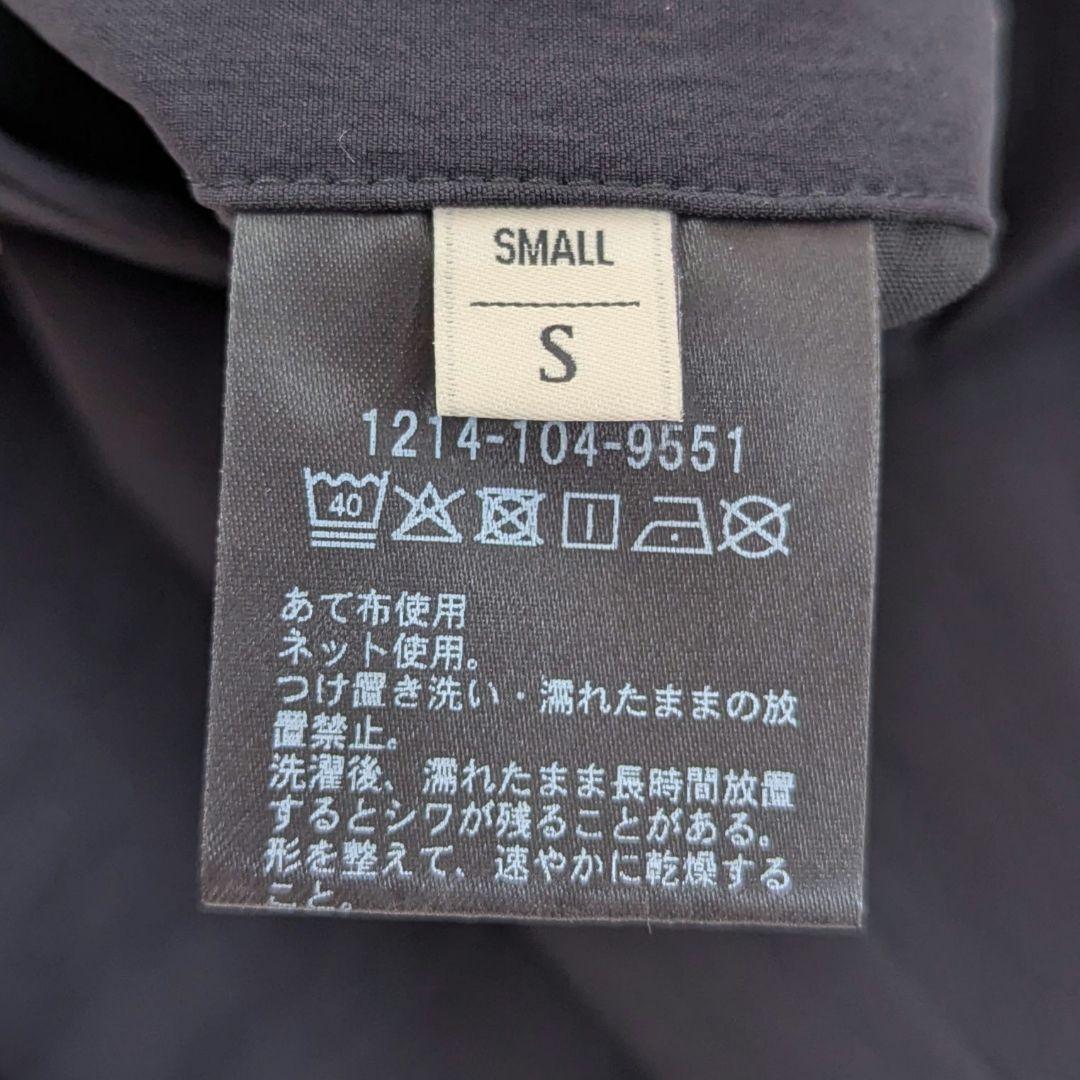 SMALL
S
1214-104-9551
40
あて布使用
ネット使用。
つけ置き洗い・濡れたままの放
置禁止。
洗濯後、濡れたまま長時間放置
するとシワが残ることがある。
形を整えて、速やかに乾燥する
こと。